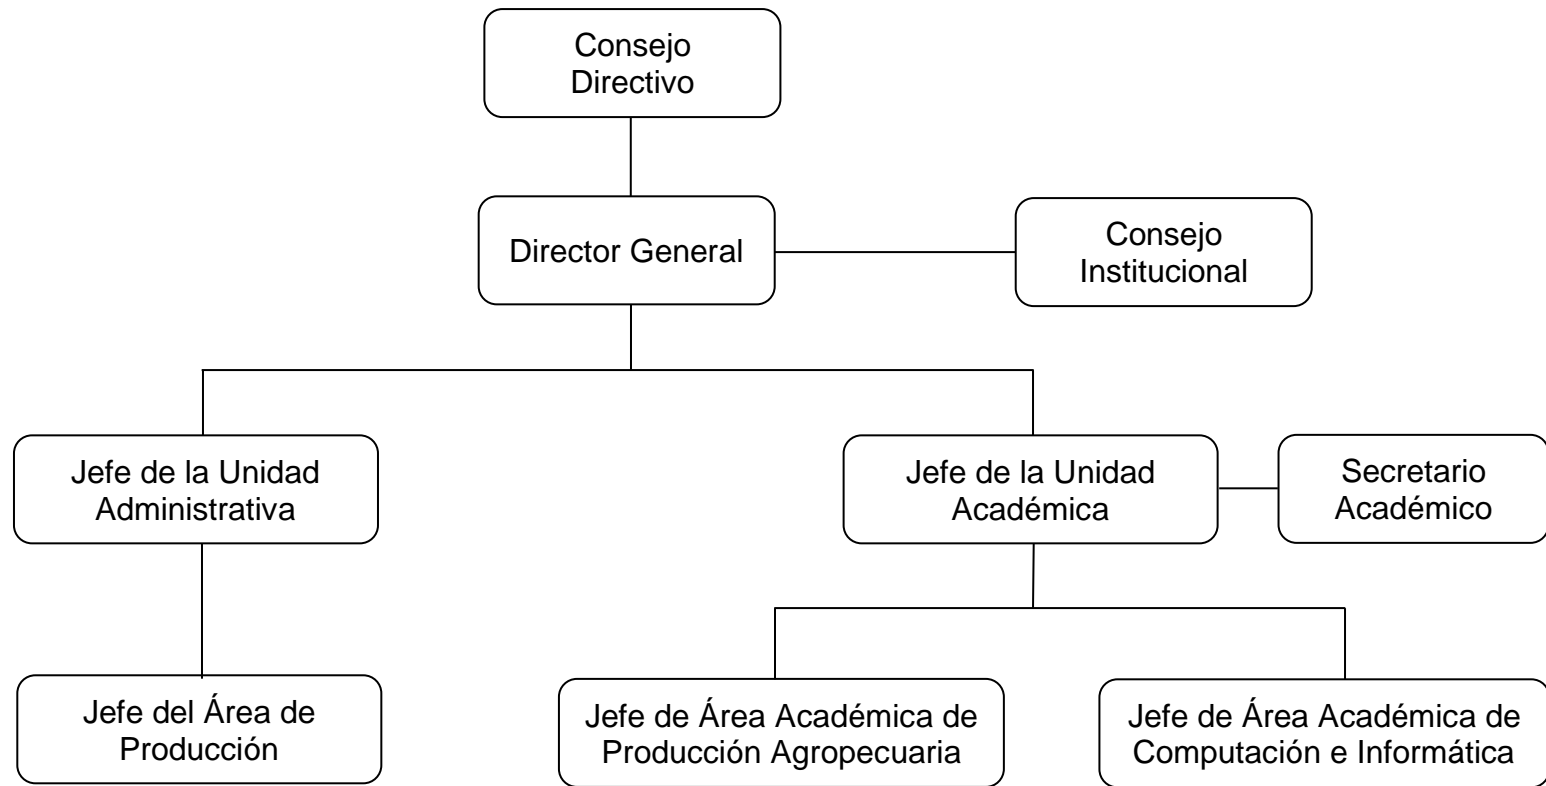 Consejo
Directivo
Director General
Consejo
Institucional
Jefe de la Unidad
Administrativa
Jefe de la Unidad
Académica
Secretario
Académico
Jefe del Área de
Producción
Jefe de Área Académica de
Producción Agropecuaria
Jefe de Área Académica de
Computación e Informática